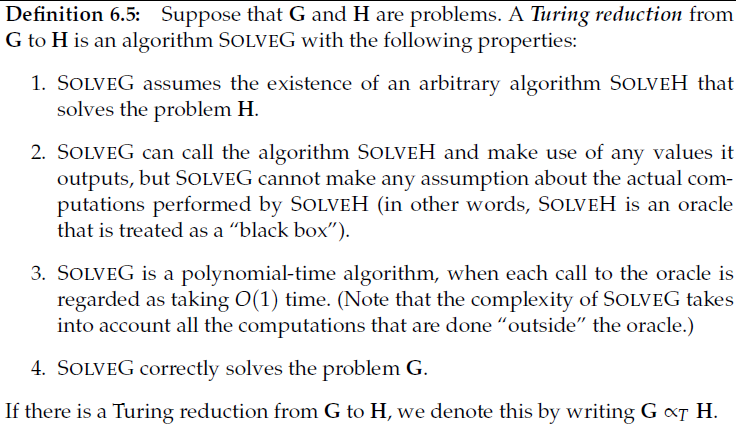 Definition 6.5: Suppose that G and H are problems. A Turing reduction from
G to H is an algorithm SOLVEG with the following properties:
1. SOLVEG assumes the existence of an arbitrary algorithm SOLVEH that
solves the problem H.
2. SOLVEG can call the algorithm SOLVEH and make use of any values it
outputs, but SOLVEG cannot make any assumption about the actual com-
putations performed by SOLVEH (in other words, SOLVEH is an oracle
that is treated as a “black box”).
3. SOLVEG is a polynomial-time algorithm, when each call to the oracle is
regarded as taking O(1) time. (Note that the complexity of SOLVEG takes
into account all the computations that are done “outside” the oracle.)
4. SOLVEG correctly solves the problem G.
If there is a Turing reduction from G to H, we denote this by writing G ∝T H.